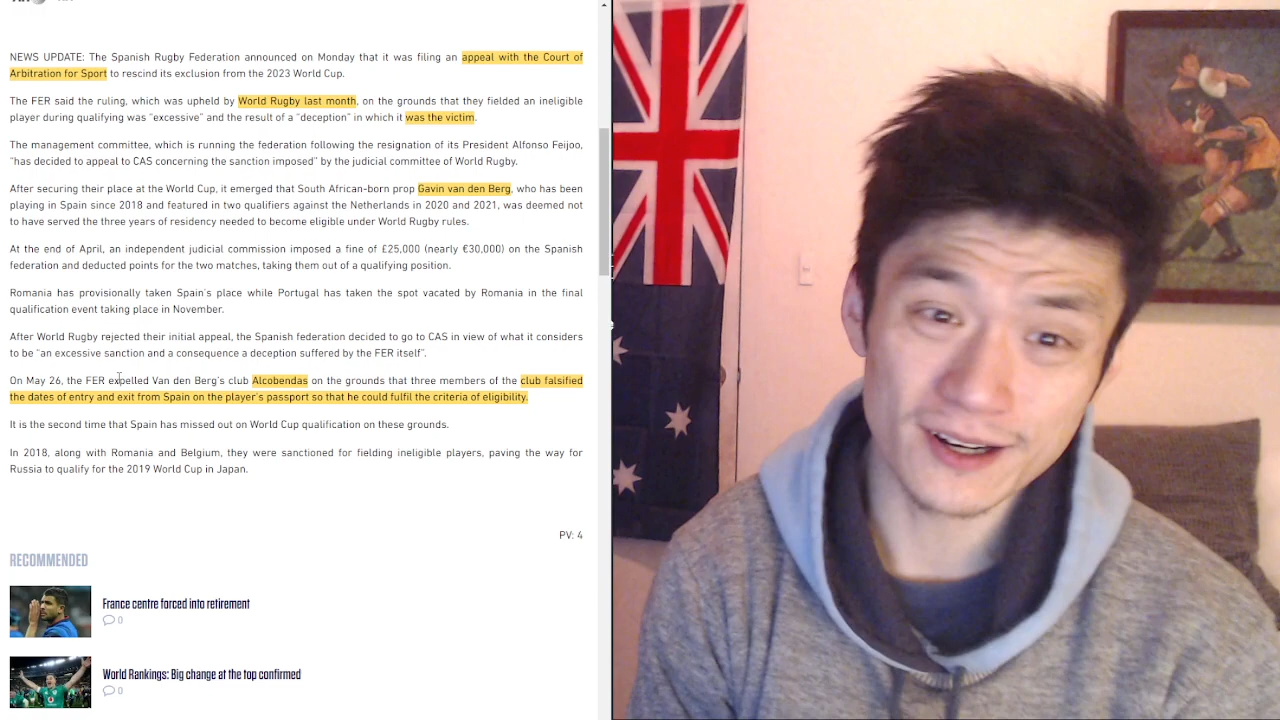 NEWS UPDATE: The Spanish Rugby Federation announced on Monday that it was filing an appeal with the Court of
Arbitration for Sport to rescind its exclusion from the 2023 World Cup.
The FER said the ruling, which was upheld by World Rugby last month, on the grounds that they fielded an ineligible
player during qualifying was “excessive” and the result of a “deception” in which it was the victim.
The management committee, which is running the federation following the resignation of its President Alfonso Feijoo,
“has decided to appeal to CAS concerning the sanction imposed” by the judicial committee of World Rugby.
After securing their place at the World Cup, it emerged that South African-born prop Gavin van den Berg, who has been
playing in Spain since 2018 and featured in two qualifiers against the Netherlands in 2020 and 2021, was deemed not
to have served the three years of residency needed to become eligible under World Rugby rules.
At the end of April, an independent judicial commission imposed a fine of £25,000 (nearly €30,000) on the Spanish
federation and deducted points for the two matches, taking them out of a qualifying position.
Romania has provisionally taken Spain's place while Portugal has taken the spot vacated by Romania in the final
qualification event taking place in November.
After World Rugby rejected their initial appeal, the Spanish federation decided to go to CAS in view of what it considers
to be “an excessive sanction and a consequence a deception suffered by the FER itself”.
On May 26, the FER expelled Van den Berg's club Alcobendas on the grounds that three members of the club falsified
the dates of entry and exit from Spain on the player's passport so that he could fulfil the criteria of eligibility.
It is the second time that Spain has missed out on World Cup qualification on these grounds.
In 2018, along with Romania and Belgium, they were sanctioned for fielding ineligible players, paving the way for
Russia to qualify for the 2019 World Cup in Japan.
PV: 4
RECOMMENDED
France centre forced into retirement
0
World Rankings: Big change at the top confirmed
0